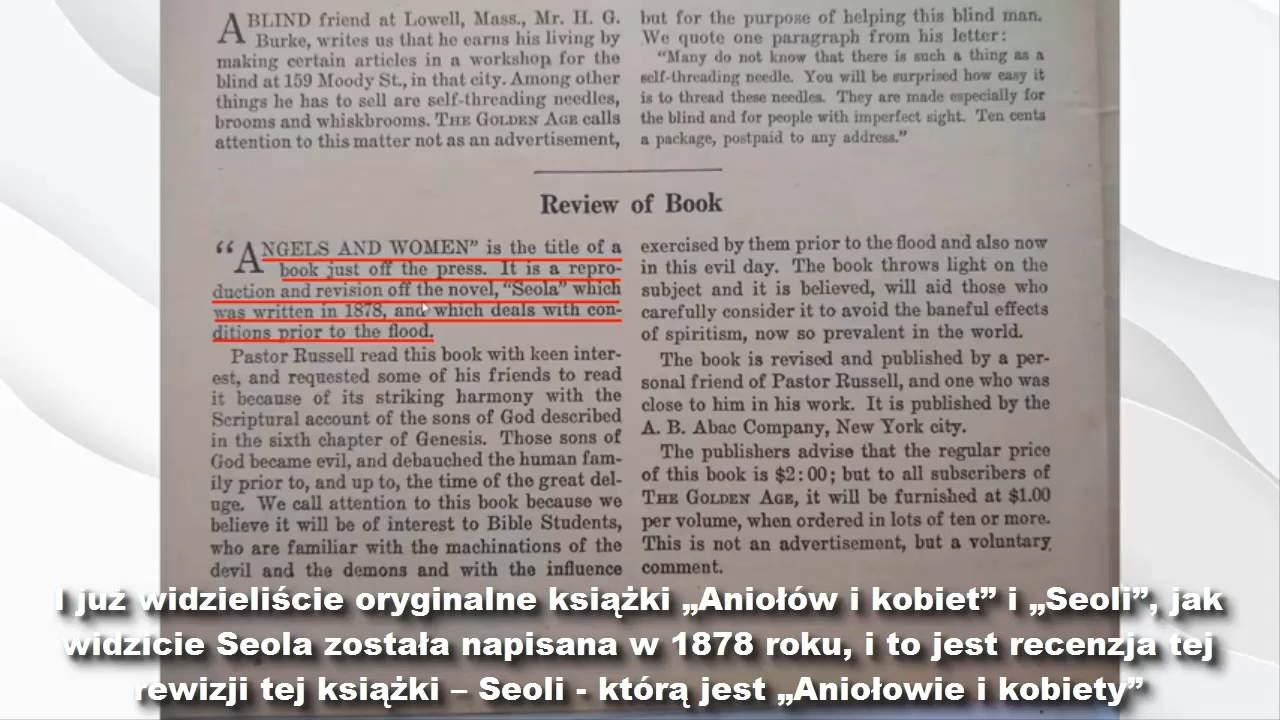 A BLIND friend at Lowell, Mass., Mr. H. G.
Burke, writes us that he earns his living by
making certain articles in a workshop for the
blind at 159 Moody St., in that city. Among other
things he has to sell are self-threading needles,
brooms and whiskbrooms. THE GOLDEN AGE calls
attention to this matter not as an advertisement,
but for the purpose of helping this blind man.
We quote one paragraph from his letter:
"Many do not know that there is such a thing as a
self-threading needle. You will be surprised how easy it
is to thread these needles. They are made especially for
the blind and for people with imperfect sight. Ten cents
a package, postpaid to any address."
Review of Book
"ANGELS AND WOMEN" is the title of a
book just off the press. It is a repro-
duction and revision off the novel, "Seola" which
was written in 1878, and which deals with con-
ditions prior to the flood.
Pastor Russell read this book with keen inter-
est, and requested some of his friends to read
it because of its striking harmony with the
Scriptural account of the sons of God described
in the sixth chapter of Genesis. Those sons of
God became evil, and debauched the human fam-
ily prior to, and up to, the time of the great del-
uge. We call attention to this book because we
believe it will be of interest to Bible Students,
who are familiar with the machinations of the
devil and the demons and with the influence
exercised by them prior to the flood and also now
in this evil day. The book throws light on the
subject and it is believed, will aid those who
carefully consider it to avoid the baneful effects
of spiritism, now so prevalent in the world.
The book is revised and published by a per-
sonal friend of Pastor Russell, and one who was
close to him in his work. It is published by the
A. B. Abac Company, New York city.
The publishers advise that the regular price
of this book is $2:00; but to all subscribers of
THE GOLDEN AGE, it will be furnished at $1.00
per volume, when ordered in lots of ten or more.
This is not an advertisement, but a voluntary
comment.
I już widzieliście oryginalne książki „Aniołów i kobiet” i „Seoli”, jak
widzicie Seola została napisana w 1878 roku, i to jest recenzja tej
rewizji tej książki – Seoli - którą jest „Aniołowie i kobiety”